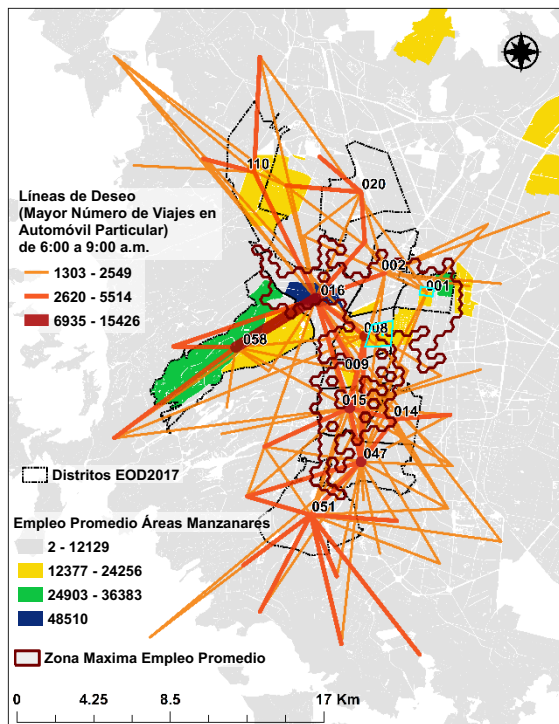 110
020
Líneas de Deseo
(Mayor Número de Viajes en
Automóvil Particular)
de 6:00 a 9:00 a.m.
1303 - 2549
2620 - 5514
6935 - 15426
002
001
016
008
058
009
015
014
047
051
Distritos EOD2017
Empleo Promedio Áreas Manzanares
2 - 12129
12377 - 24256
24903 - 36383
48510
Zona Maxima Empleo Promedio
0 4.25 8.5 17 Km